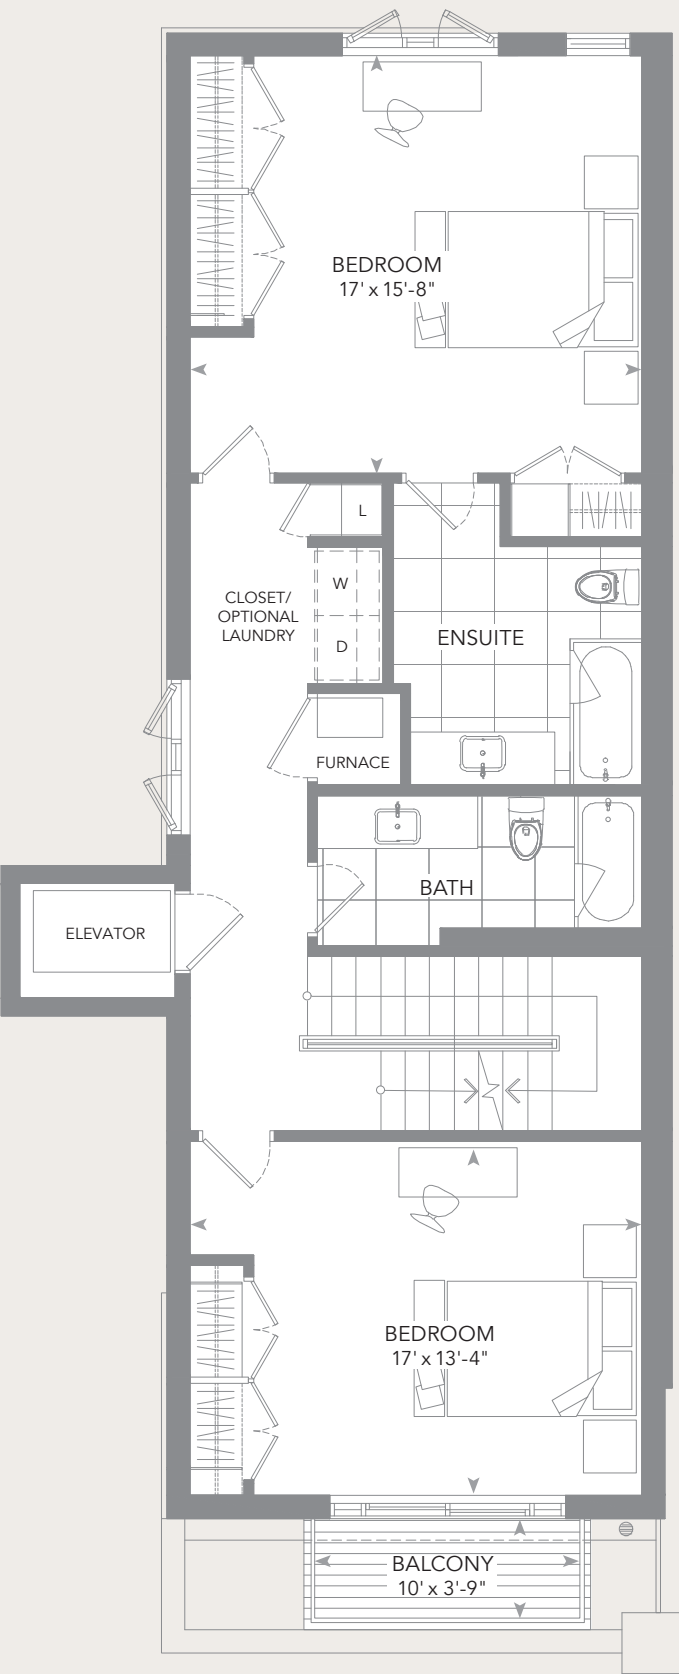 BEDROOM
17' x 15'-8"
L
W
CLOSET/
OPTIONAL
LAUNDRY
D
ENSUITE
FURNACE
BATH
ELEVATOR
BEDROOM
17' x 13'-4"
BALCONY
10' x 3'-9"